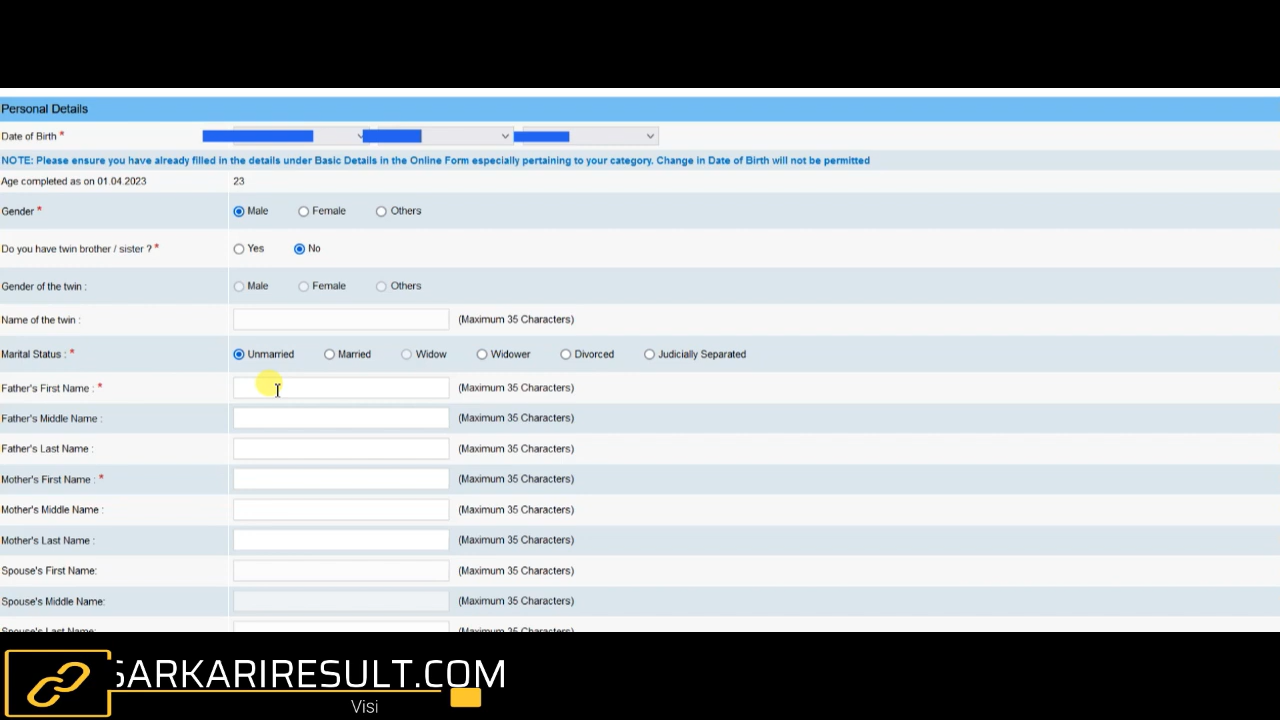 Personal Details
Date of Birth *
NOTE: Please ensure you have already filled in the details under Basic Details in the Online Form especially pertaining to your category. Change in Date of Birth will not be permitted
Age completed as on 01.04.2023 23
Gender * Male Female Others
Do you have twin brother / sister ? * Yes No
Gender of the twin : Male Female Others
Name of the twin : (Maximum 35 Characters)
Marital Status : * Unmarried Married Widow Widower Divorced Judicially Separated
Father's First Name : * (Maximum 35 Characters)
Father's Middle Name : (Maximum 35 Characters)
Father's Last Name : (Maximum 35 Characters)
Mother's First Name : * (Maximum 35 Characters)
Mother's Middle Name : (Maximum 35 Characters)
Mother's Last Name : (Maximum 35 Characters)
Spouse's First Name: (Maximum 35 Characters)
Spouse's Middle Name: (Maximum 35 Characters)
Spouse's Last Name: (Maximum 35 Characters)
SARKARIRESULT.COM
Visi